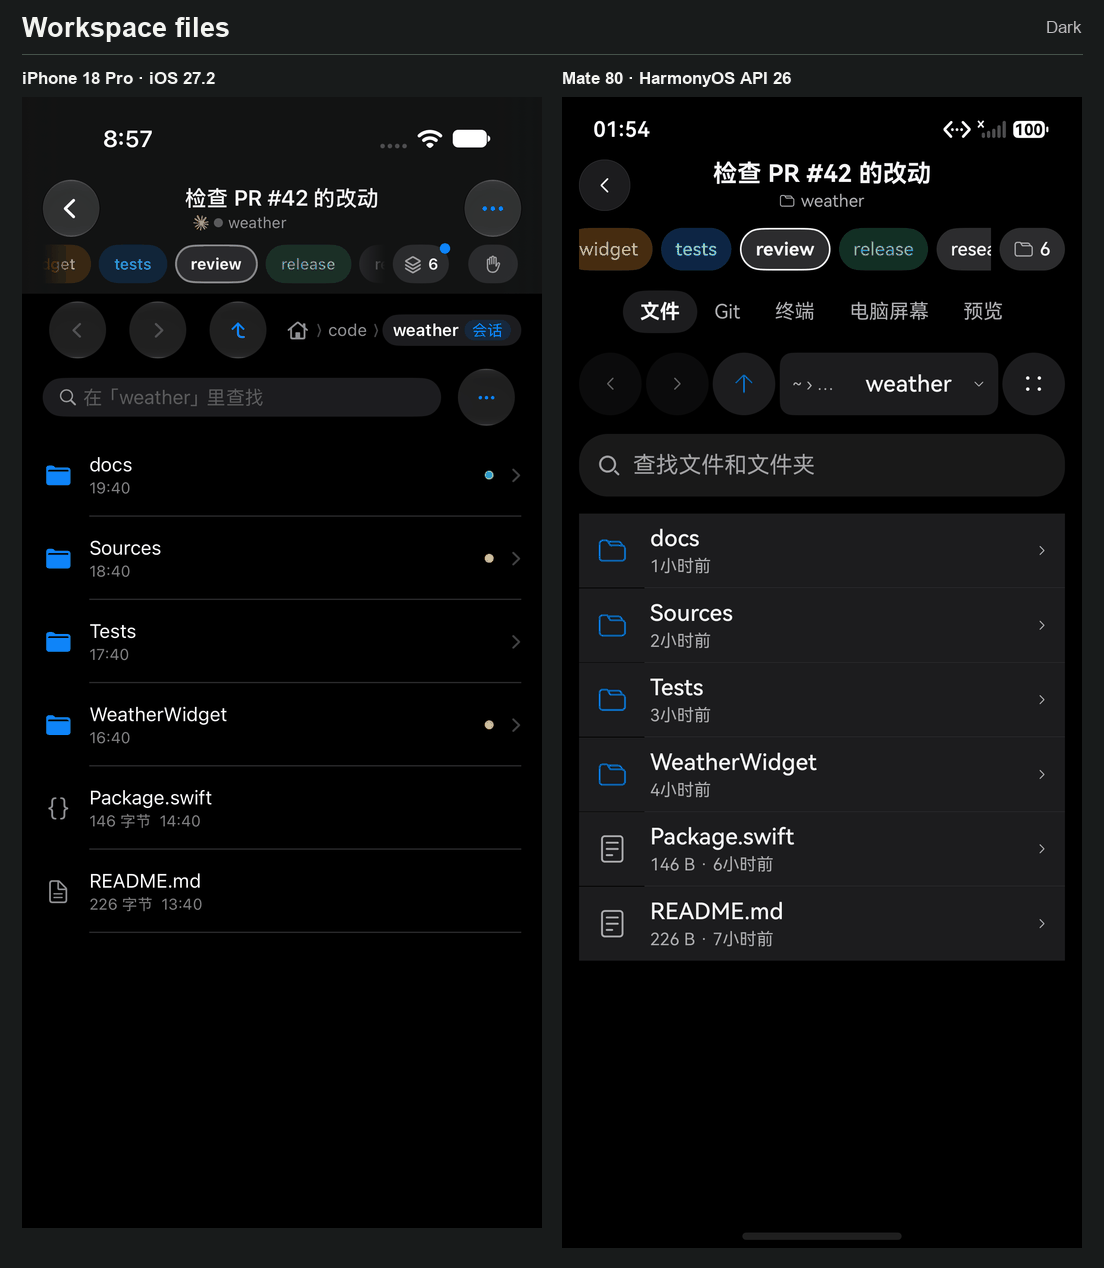 Workspace files
Dark
iPhone 18 Pro · iOS 27.2
8:57
检查 PR #42 的改动
weather
dget
tests
review
release
6
code
weather 会话
在「weather」里查找
docs
19:40
Sources
18:40
Tests
17:40
WeatherWidget
16:40
Package.swift
146 字节 14:40
README.md
226 字节 13:40
Mate 80 · HarmonyOS API 26
01:54
100
检查 PR #42 的改动
weather
widget
tests
review
release
resea
6
文件
Git
终端
电脑屏幕
预览
~ › ... weather
查找文件和文件夹
docs
1小时前
Sources
2小时前
Tests
3小时前
WeatherWidget
4小时前
Package.swift
146 B · 6小时前
README.md
226 B · 7小时前